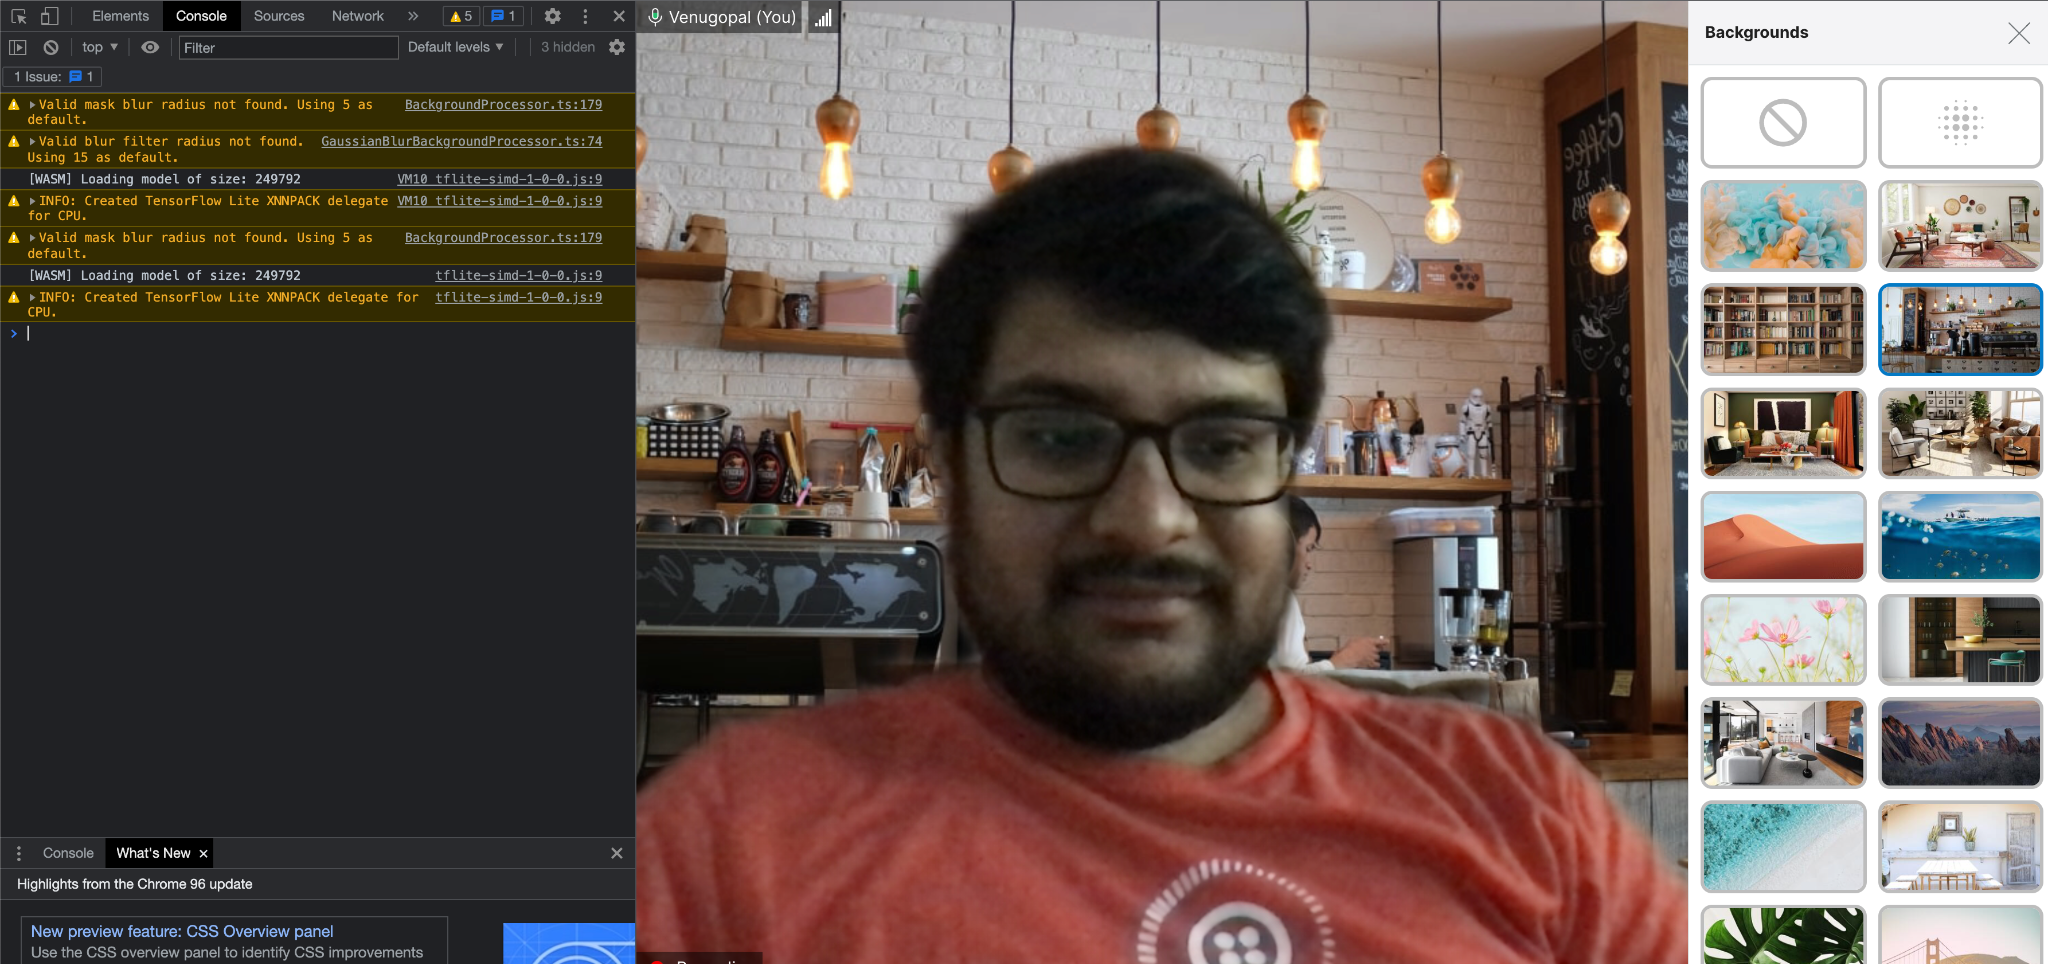 Elements Console Sources Network » 5 1
top ▼ Filter Default levels ▼ 3 hidden
1 Issue: 1
Valid mask blur radius not found. Using 5 as BackgroundProcessor.ts:179
default.
Valid blur filter radius not found. GaussianBlurBackgroundProcessor.ts:74
Using 15 as default.
[WASM] Loading model of size: 249792 VM10 tflite-simd-1-0-0.js:9
INFO: Created TensorFlow Lite XNNPACK delegate VM10 tflite-simd-1-0-0.js:9
for CPU.
Valid mask blur radius not found. Using 5 as BackgroundProcessor.ts:179
default.
[WASM] Loading model of size: 249792 tflite-simd-1-0-0.js:9
INFO: Created TensorFlow Lite XNNPACK delegate for tflite-simd-1-0-0.js:9
CPU.
Console What's New
Highlights from the Chrome 96 update
New preview feature: CSS Overview panel
Use the CSS overview panel to identify CSS improvements
Venugopal (You)
Coffee
Backgrounds